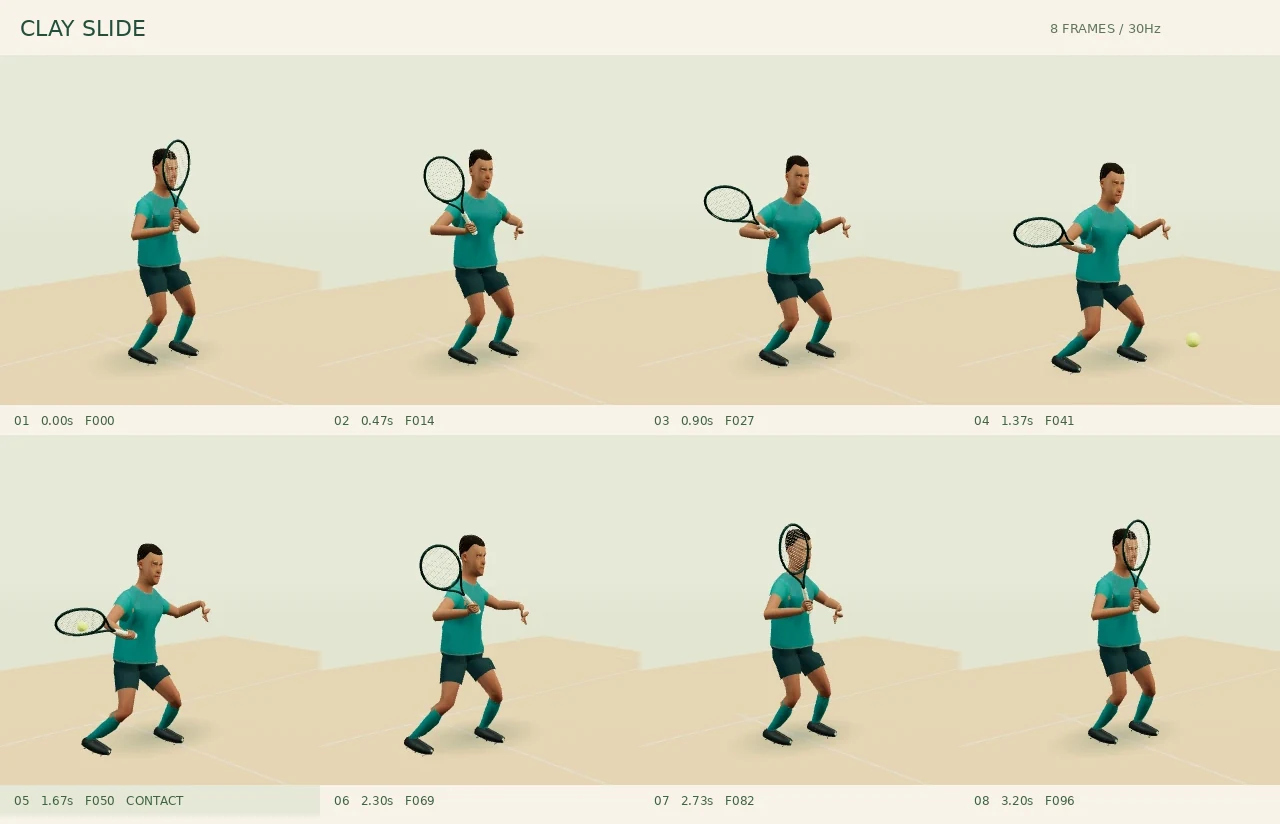 CLAY SLIDE
8 FRAMES / 30Hz
01 0.00s F000
02 0.47s F014
03 0.90s F027
04 1.37s F041
05 1.67s F050 CONTACT
06 2.30s F069
07 2.73s F082
08 3.20s F096